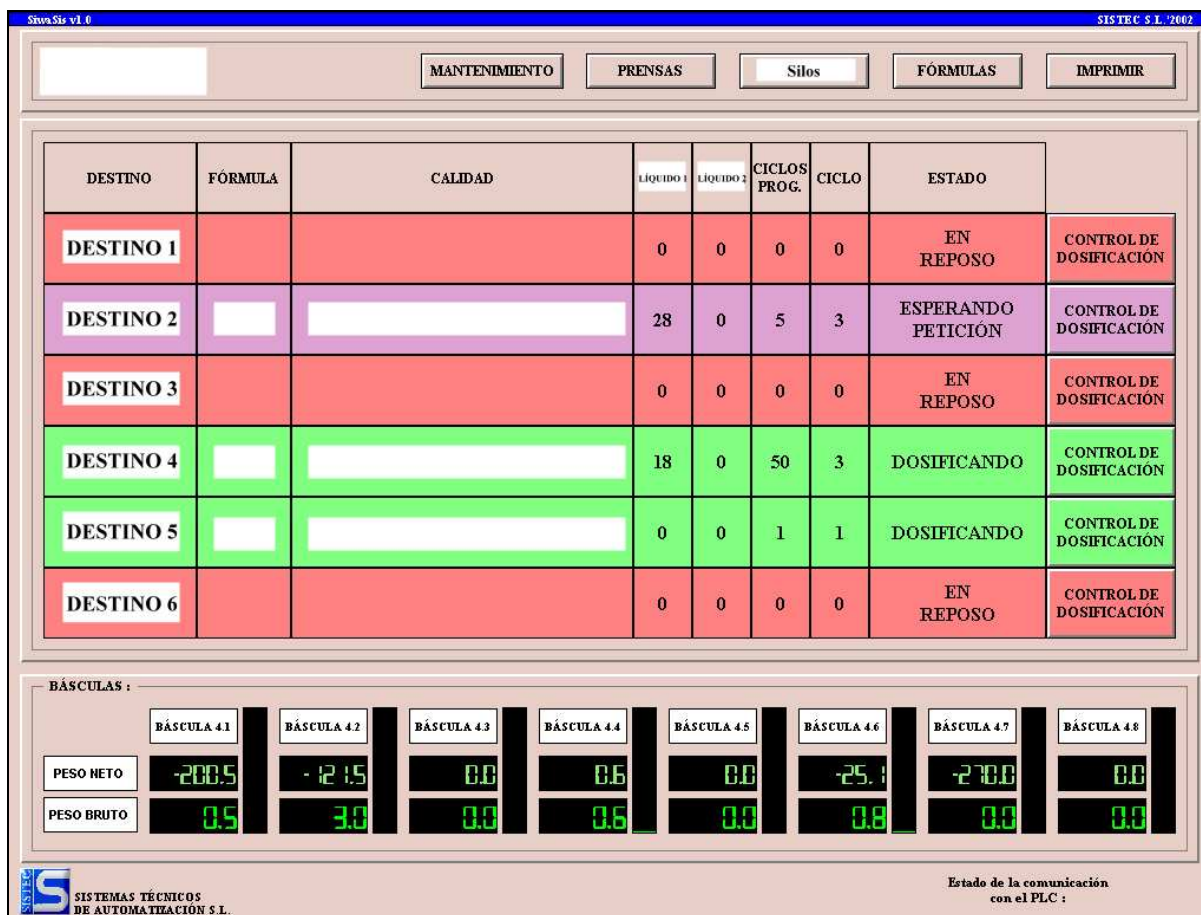 SiwaSis v1.0 SISTEC S.L.'2002
MANTENIMIENTO PRENSAS Silos FÓRMULAS IMPRIMIR
DESTINO FÓRMULA CALIDAD LÍQUIDO 1 LÍQUIDO 2 CICLOS PROG. CICLO ESTADO
DESTINO 1 0 0 0 0 EN REPOSO CONTROL DE DOSIFICACIÓN
DESTINO 2 28 0 5 3 ESPERANDO PETICIÓN CONTROL DE DOSIFICACIÓN
DESTINO 3 0 0 0 0 EN REPOSO CONTROL DE DOSIFICACIÓN
DESTINO 4 18 0 50 3 DOSIFICANDO CONTROL DE DOSIFICACIÓN
DESTINO 5 0 0 1 1 DOSIFICANDO CONTROL DE DOSIFICACIÓN
DESTINO 6 0 0 0 0 EN REPOSO CONTROL DE DOSIFICACIÓN
BÁSCULAS :
BÁSCULA 4.1 BÁSCULA 4.2 BÁSCULA 4.3 BÁSCULA 4.4 BÁSCULA 4.5 BÁSCULA 4.6 BÁSCULA 4.7 BÁSCULA 4.8
PESO NETO -200.5 -121.5 0.0 0.6 0.0 -25.1 -270.0 0.0
PESO BRUTO 0.5 3.0 0.0 0.6 0.0 0.8 0.0 0.0
SISTEC
SISTEMAS TÉCNICOS
DE AUTOMATIZACIÓN S.L.
Estado de la comunicación
con el PLC :